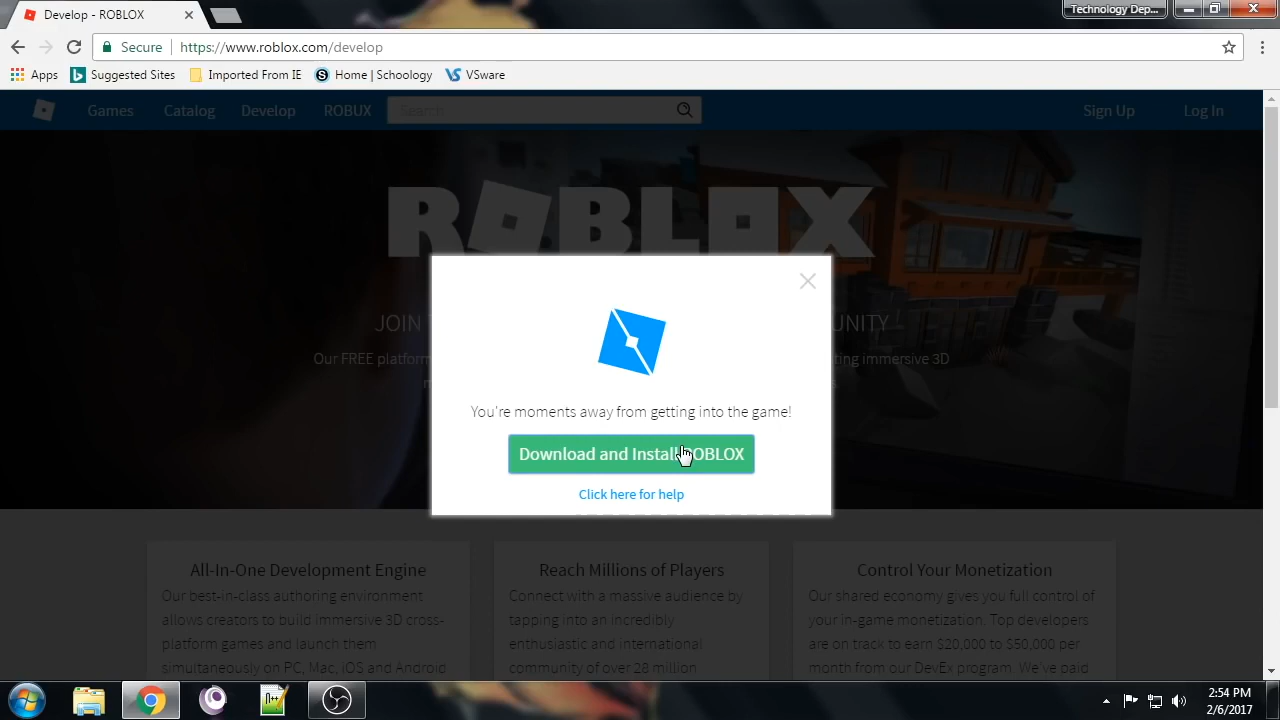 Develop - ROBLOX
Technology Dep...
Secure
https://www.roblox.com/develop
Apps
Suggested Sites
Imported From IE
Home | Schoology
VSware
Games
Catalog
Develop
ROBUX
Search
Sign Up
Log In
ROBLOX
JOIN
UNITY
Our FREE platform
ting immersive 3D
You're moments away from getting into the game!
Download and Install ROBLOX
Click here for help
All-In-One Development Engine
Our best-in-class authoring environment
allows creators to build immersive 3D cross-
platform games and launch them
simultaneously on PC, Mac, iOS and Android
Reach Millions of Players
Connect with a massive audience by
tapping into an incredibly
enthusiastic and international
community of over 28 million
Control Your Monetization
Our shared economy gives you full control of
your in-game monetization. Top developers
are on track to earn $20,000 to $50,000 per
month from our DevEx program. We've paid
2:54 PM
2/6/2017